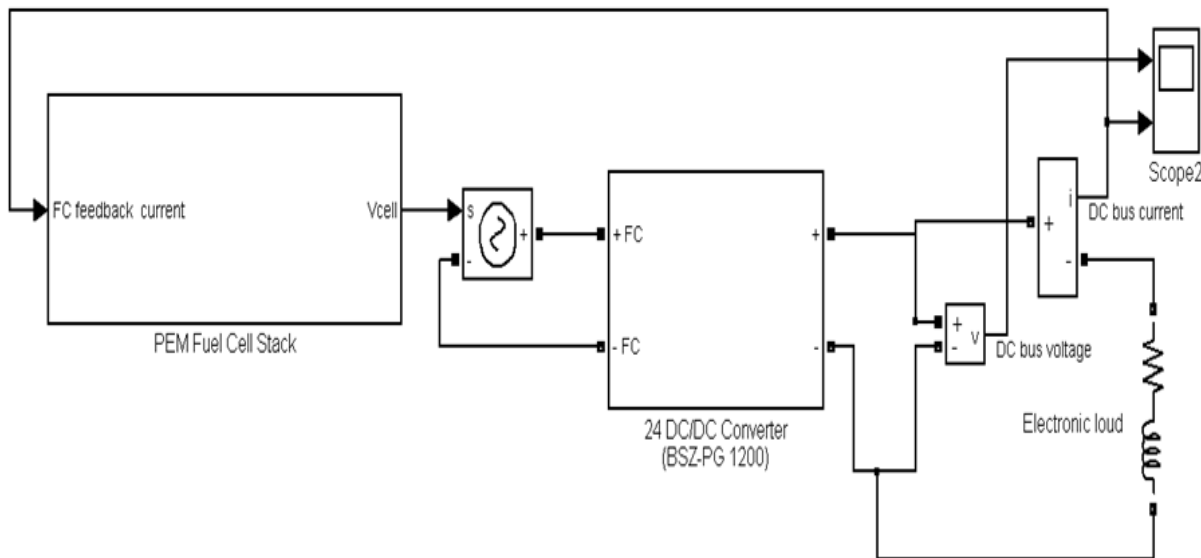 Scope2
FC feedback current
Vcell
PEM Fuel Cell Stack
s
+
-
+ FC
- FC
+
-
24 DC/DC Converter
(BSZ-PG 1200)
+
-
v
DC bus voltage
+
i
-
DC bus current
Electronic loud